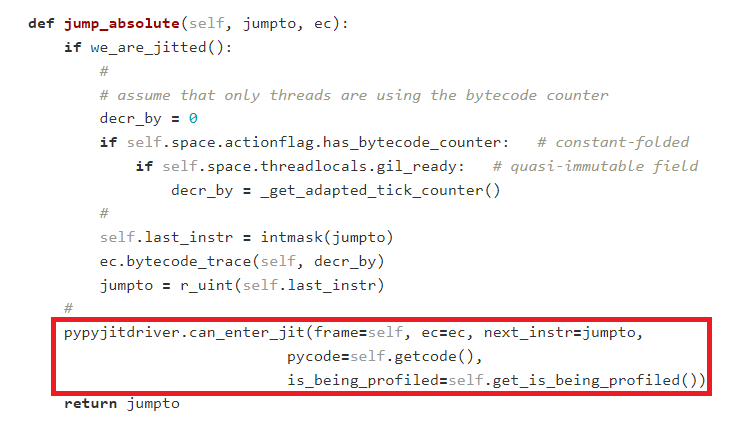 def jump_absolute(self, jumpto, ec):
    if we_are_jitted():
        #
        # assume that only threads are using the bytecode counter
        decr_by = 0
        if self.space.actionflag.has_bytecode_counter:   # constant-folded
            if self.space.threadlocals.gil_ready:   # quasi-immutable field
                decr_by = _get_adapted_tick_counter()
        #
        self.last_instr = intmask(jumpto)
        ec.bytecode_trace(self, decr_by)
        jumpto = r_uint(self.last_instr)
    #
    pypyjitdriver.can_enter_jit(frame=self, ec=ec, next_instr=jumpto,
                             pycode=self.getcode(),
                             is_being_profiled=self.get_is_being_profiled())
    return jumpto